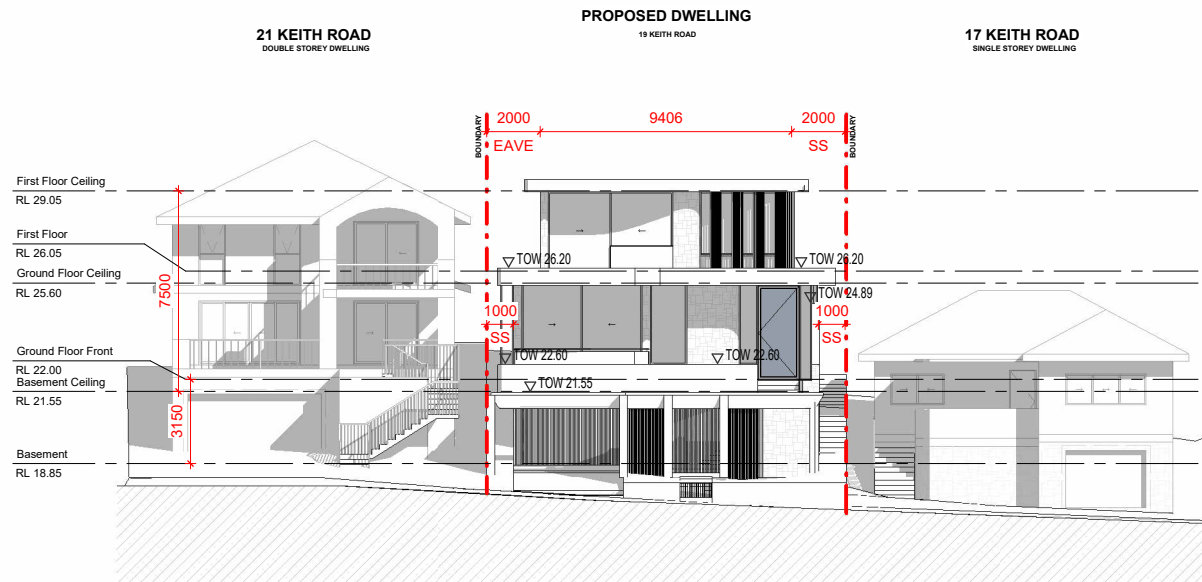 PROPOSED DWELLING
19 KEITH ROAD
21 KEITH ROAD
DOUBLE STOREY DWELLING
17 KEITH ROAD
SINGLE STOREY DWELLING
2000
9406
2000
EAVE
SS
BOUNDARY
BOUNDARY
First Floor Ceiling
RL 29.05
First Floor
RL 26.05
TOW 26.20
TOW 26.20
Ground Floor Ceiling
RL 25.60
TOW 24.89
7500
1000
SS
1000
SS
Ground Floor Front
RL 22.00
TOW 22.60
TOW 22.60
Basement Ceiling
RL 21.55
TOW 21.55
3150
Basement
RL 18.85